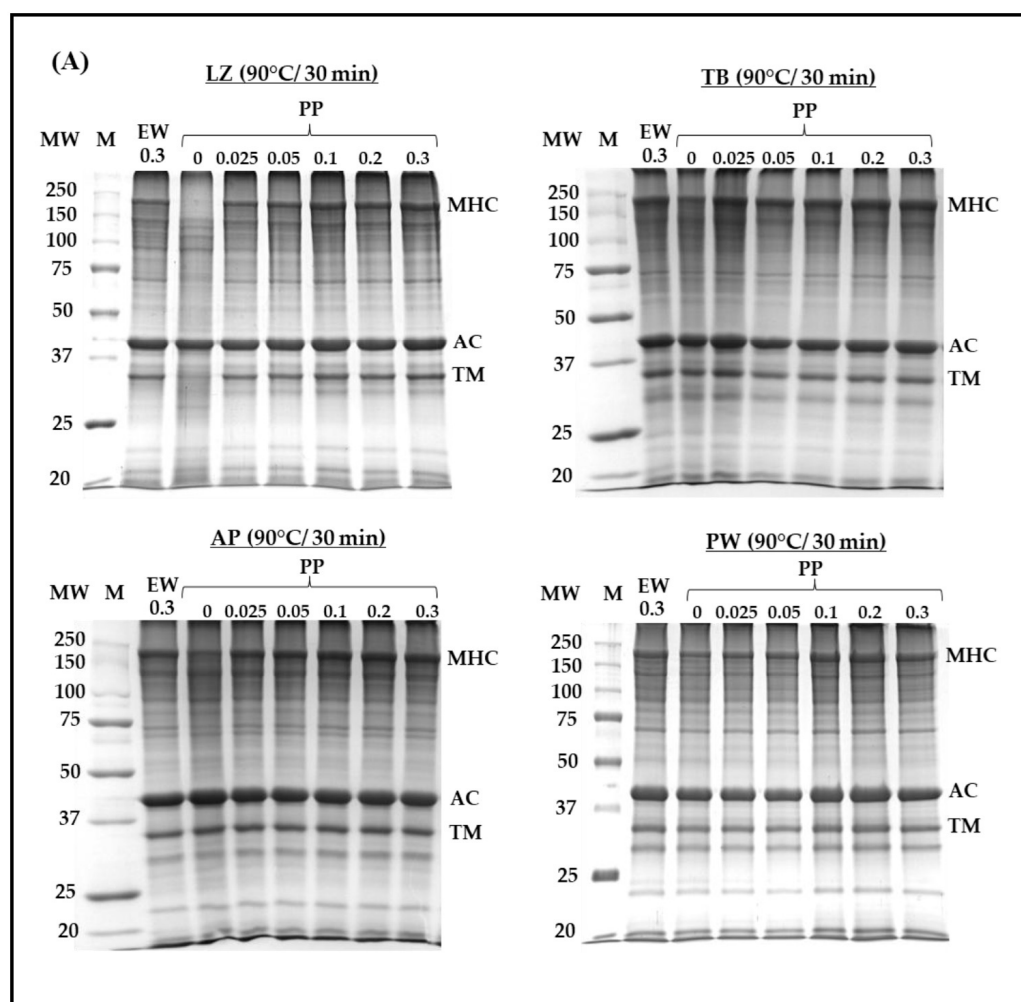 (A)
LZ (90°C/ 30 min)
PP
MW M EW
0.3 0 0.025 0.05 0.1 0.2 0.3
250
150
100
75
50
37
25
20
MHC
AC
TM
TB (90°C/ 30 min)
PP
MW M EW
0.3 0 0.025 0.05 0.1 0.2 0.3
250
150
100
75
50
37
25
20
MHC
AC
TM
AP (90°C/ 30 min)
PP
MW M EW
0.3 0 0.025 0.05 0.1 0.2 0.3
250
150
100
75
50
37
25
20
MHC
AC
TM
PW (90°C/ 30 min)
PP
MW M EW
0.3 0 0.025 0.05 0.1 0.2 0.3
250
150
100
75
50
37
25
20
MHC
AC
TM